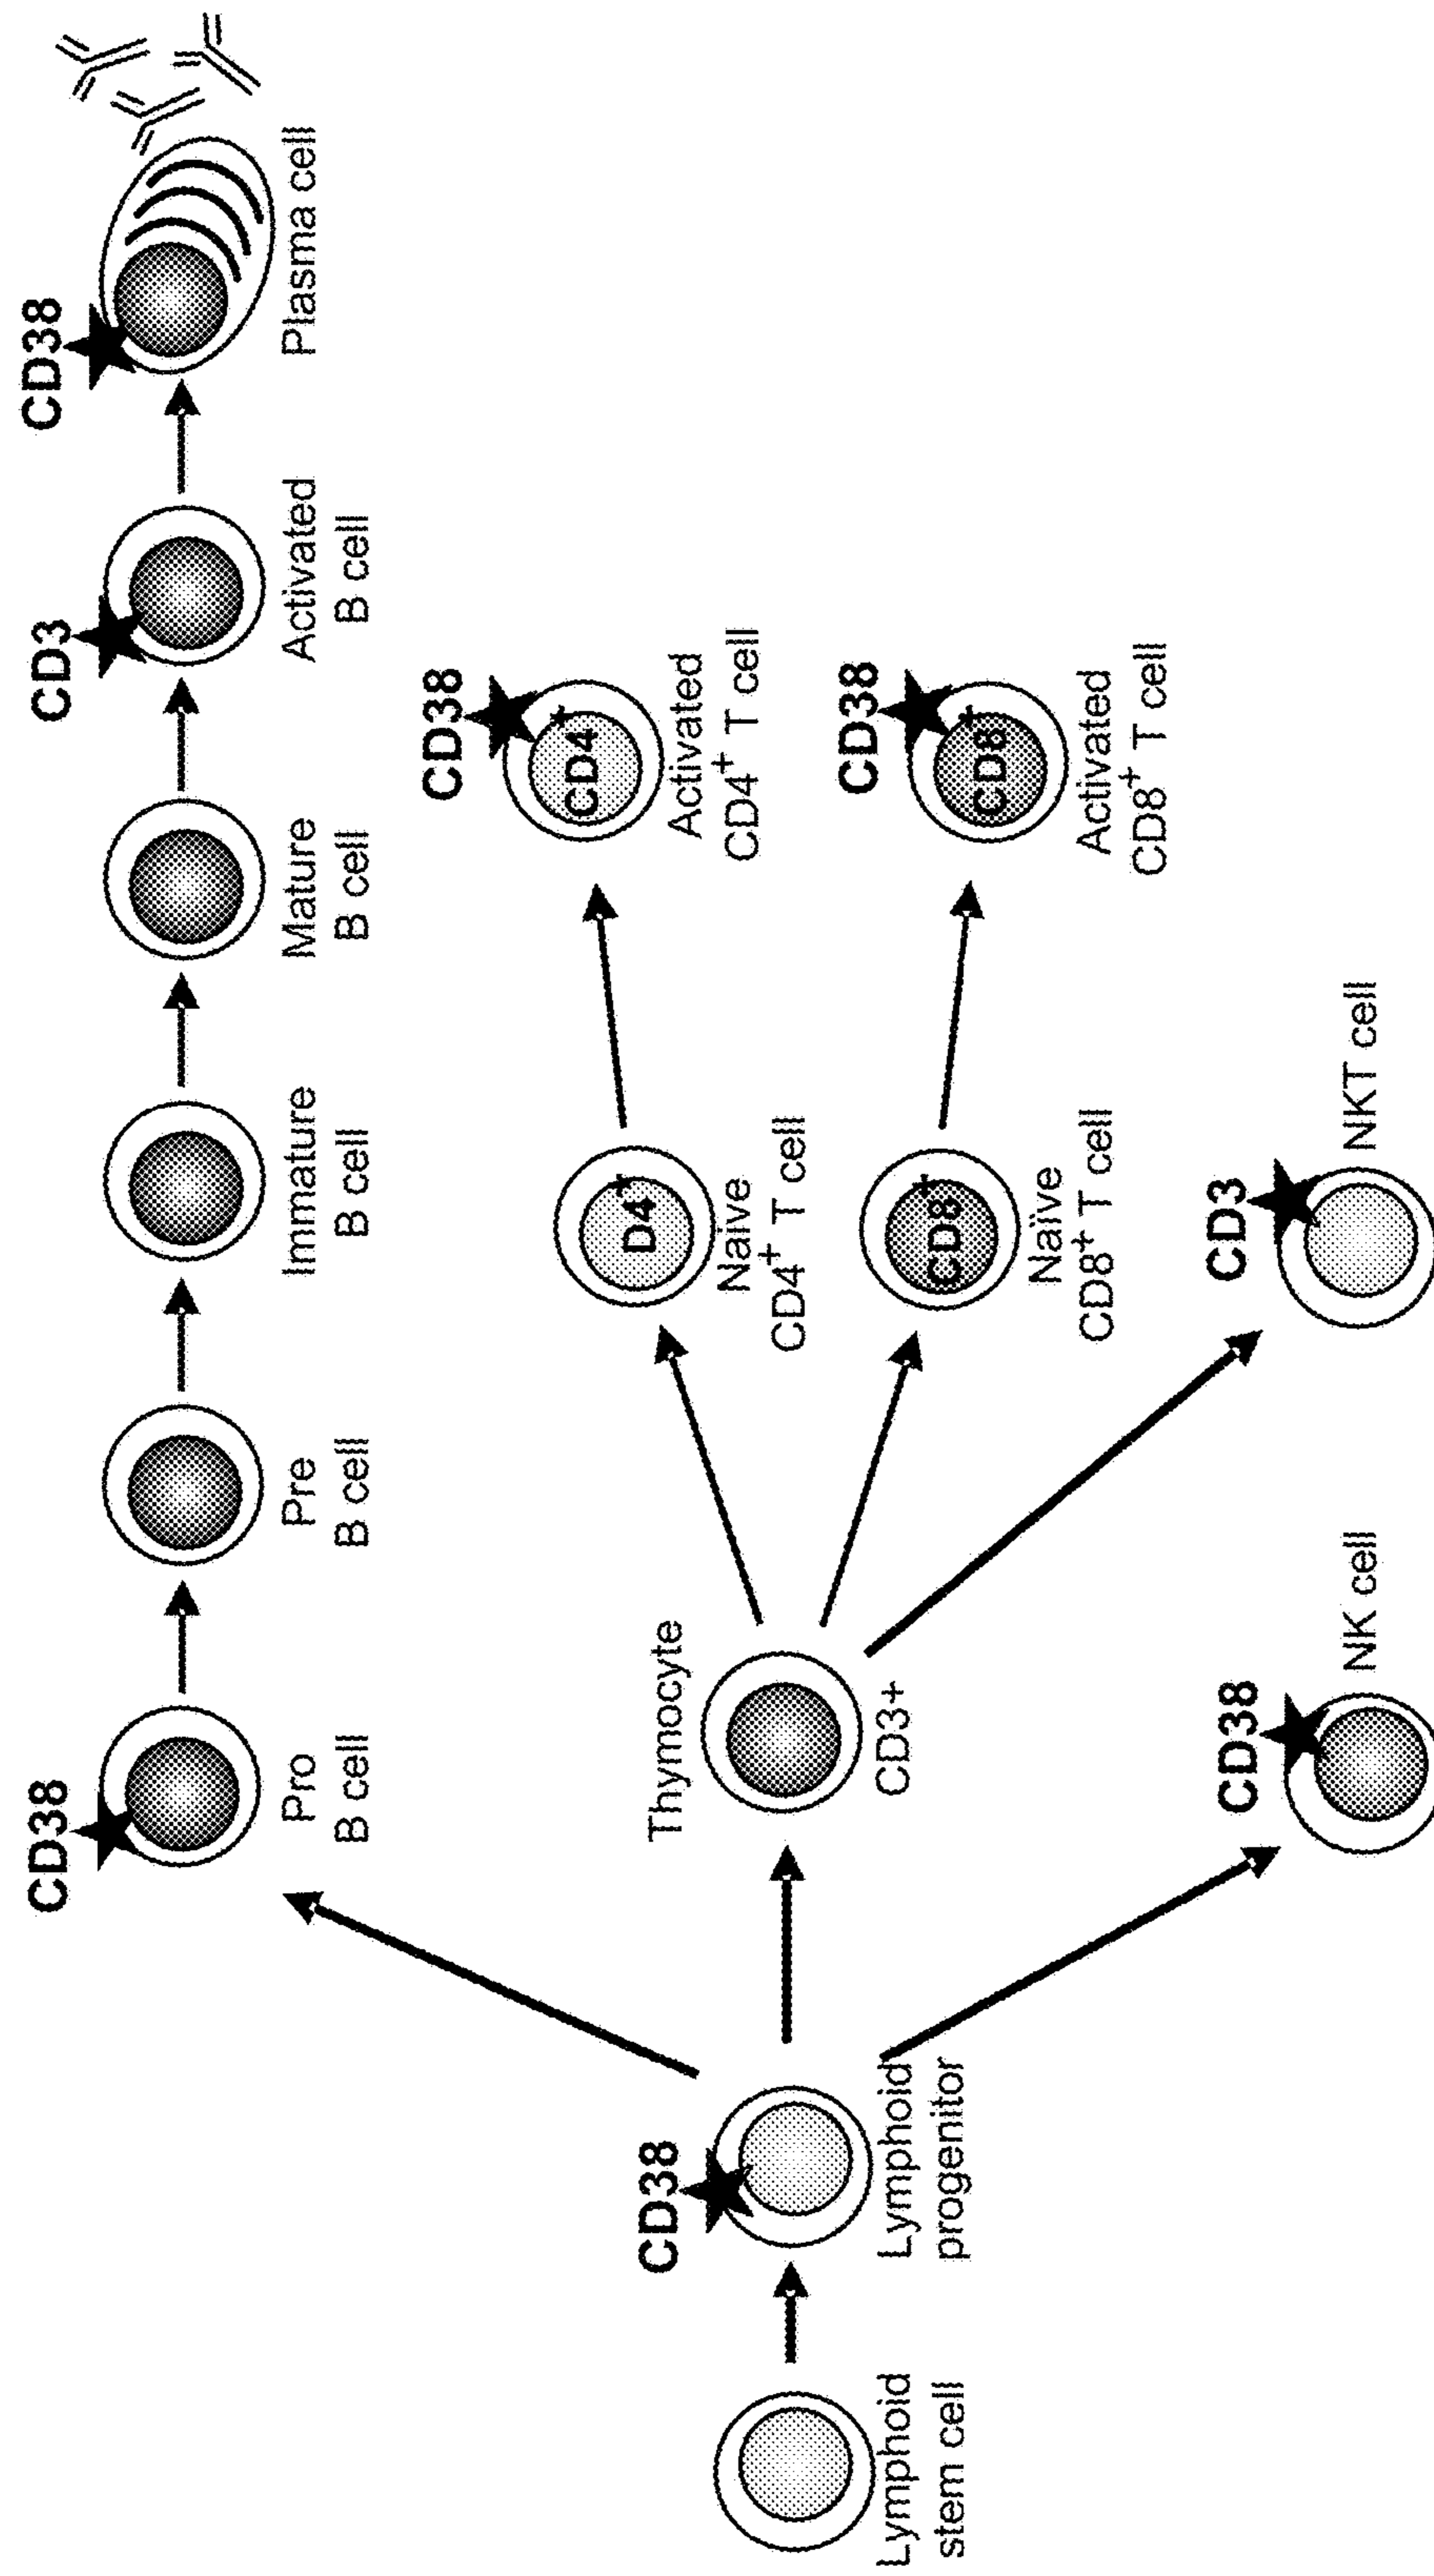 CD38
Pro
B cell
Pre
B cell
Immature
B cell
Mature
B cell
CD3
Activated
B cell
CD38
Plasma cell
CD38
CD4+
Activated
CD4+ T cell
D4+
Naïve
CD4+ T cell
CD38
CD8+
Activated
CD8+ T cell
CD8+
Naïve
CD8+ T cell
Thymocyte
CD3+
CD38
Lymphoid
progenitor
Lymphoid
stem cell
CD38
NK cell
CD3
NKT cell